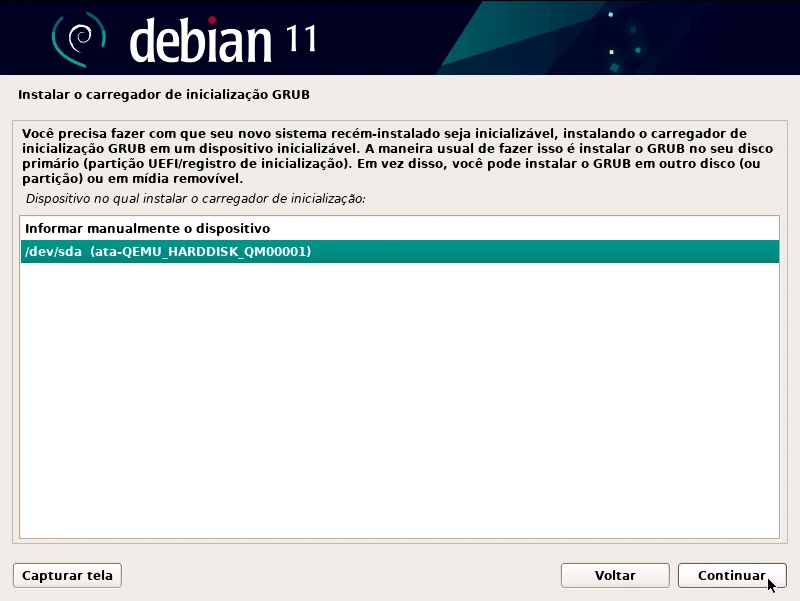 debian 11
Instalar o carregador de inicialização GRUB
Você precisa fazer com que seu novo sistema recém-instalado seja inicializável, instalando o carregador de
inicialização GRUB em um dispositivo inicializável. A maneira usual de fazer isso é instalar o GRUB no seu disco
primário (partição UEFI/registro de inicialização). Em vez disso, você pode instalar o GRUB em outro disco (ou
partição) ou em mídia removível.
Dispositivo no qual instalar o carregador de inicialização:
Informar manualmente o dispositivo
/dev/sda (ata-QEMU_HARDDISK_QM00001)
Capturar tela
Voltar
Continuar